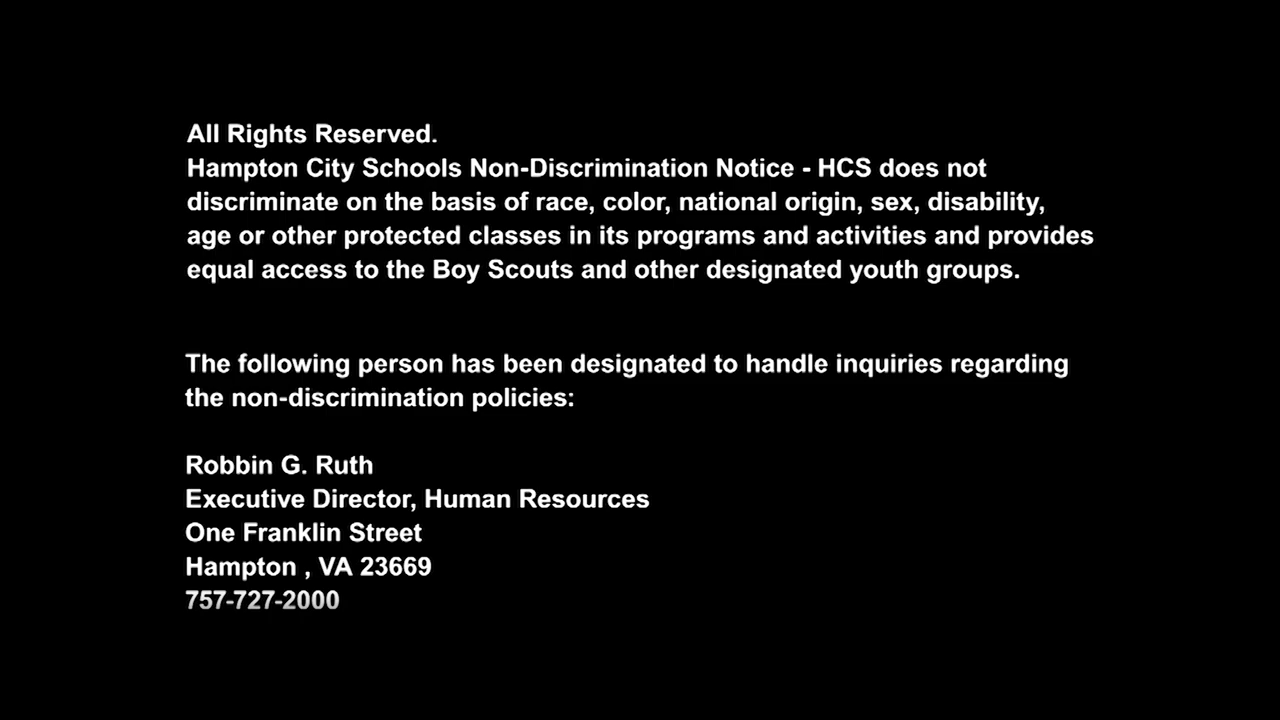 All Rights Reserved.
Hampton City Schools Non-Discrimination Notice - HCS does not
discriminate on the basis of race, color, national origin, sex, disability,
age or other protected classes in its programs and activities and provides
equal access to the Boy Scouts and other designated youth groups.
The following person has been designated to handle inquiries regarding
the non-discrimination policies:
Robbin G. Ruth
Executive Director, Human Resources
One Franklin Street
Hampton , VA 23669
757-727-2000